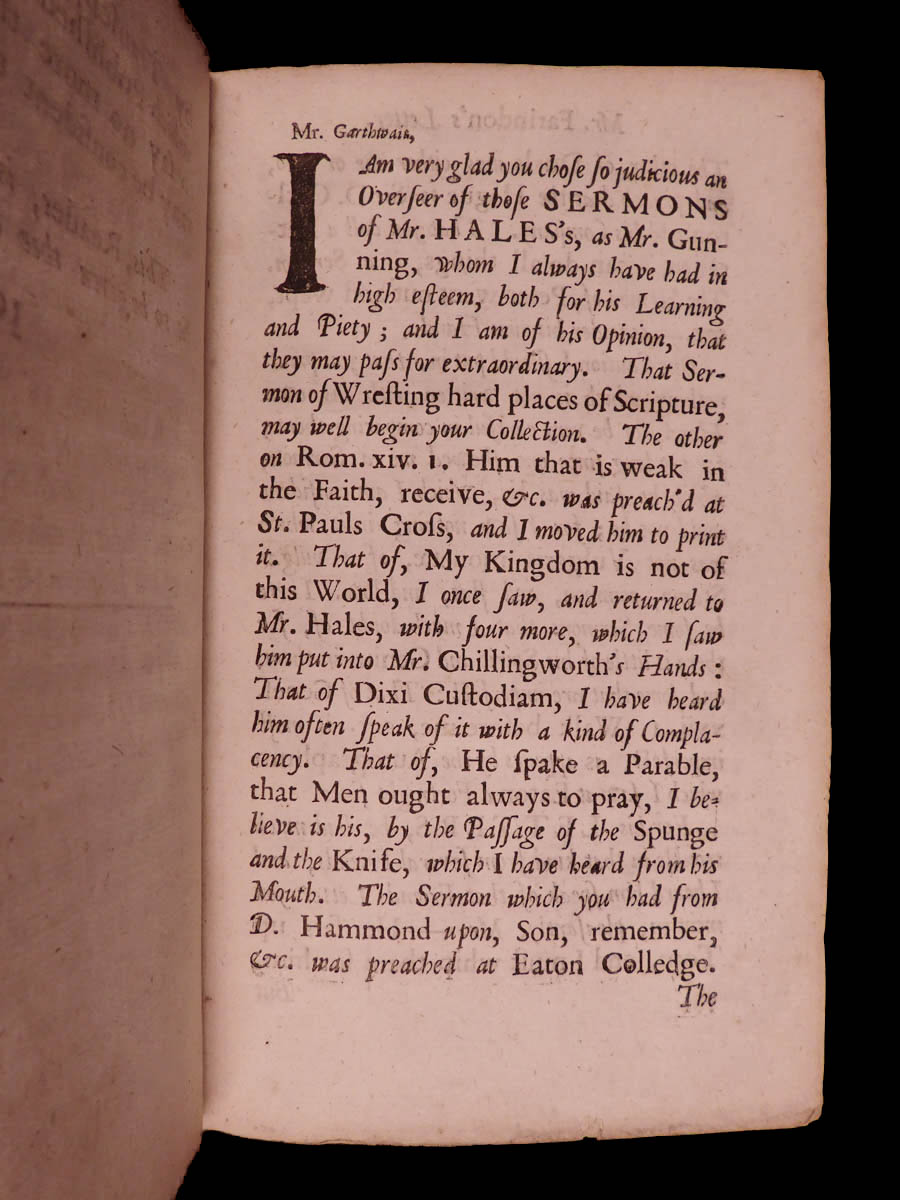 Mr. Garthwait,
I Am very glad you choſe ſo judicious an
Overſeer of thoſe SERMONS
of Mr. HALES's, as Mr. Gun-
ning, whom I always have had in
high eſteem, both for his Learning
and Piety; and I am of his Opinion, that
they may paſs for extraordinary. That Ser-
mon of Wreſting hard places of Scripture,
may well begin your Collection. The other
on Rom. xiv. 1. Him that is weak in
the Faith, receive, &c. was preach'd at
St. Pauls Croſs, and I moved him to print
it. That of, My Kingdom is not of
this World, I once ſaw, and returned to
Mr. Hales, with four more, which I ſaw
him put into Mr. Chillingworth's Hands:
That of Dixi Cuſtodiam, I have heard
him often ſpeak of it with a kind of Compla-
cency. That of, He ſpake a Parable,
that Men ought always to pray, I be-
lieve is his, by the Paſſage of the Spunge
and the Knife, which I have heard from his
Mouth. The Sermon which you had from
D. Hammond upon, Son, remember,
&c. was preached at Eaton Colledge.
The